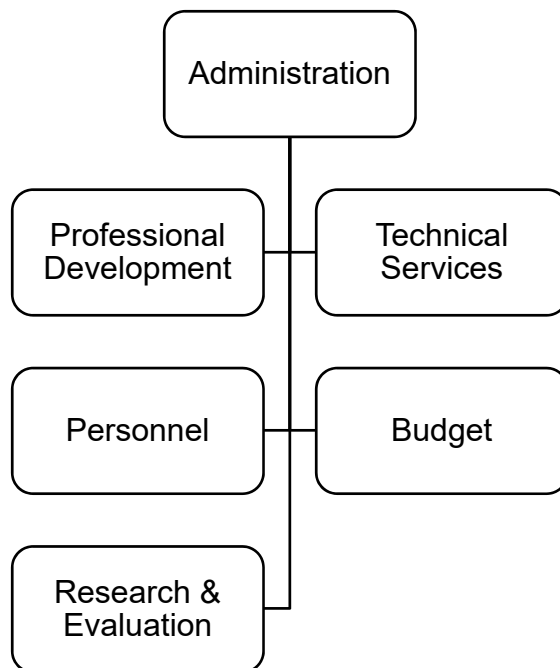 Administration
Professional
Development
Technical
Services
Personnel
Budget
Research &
Evaluation